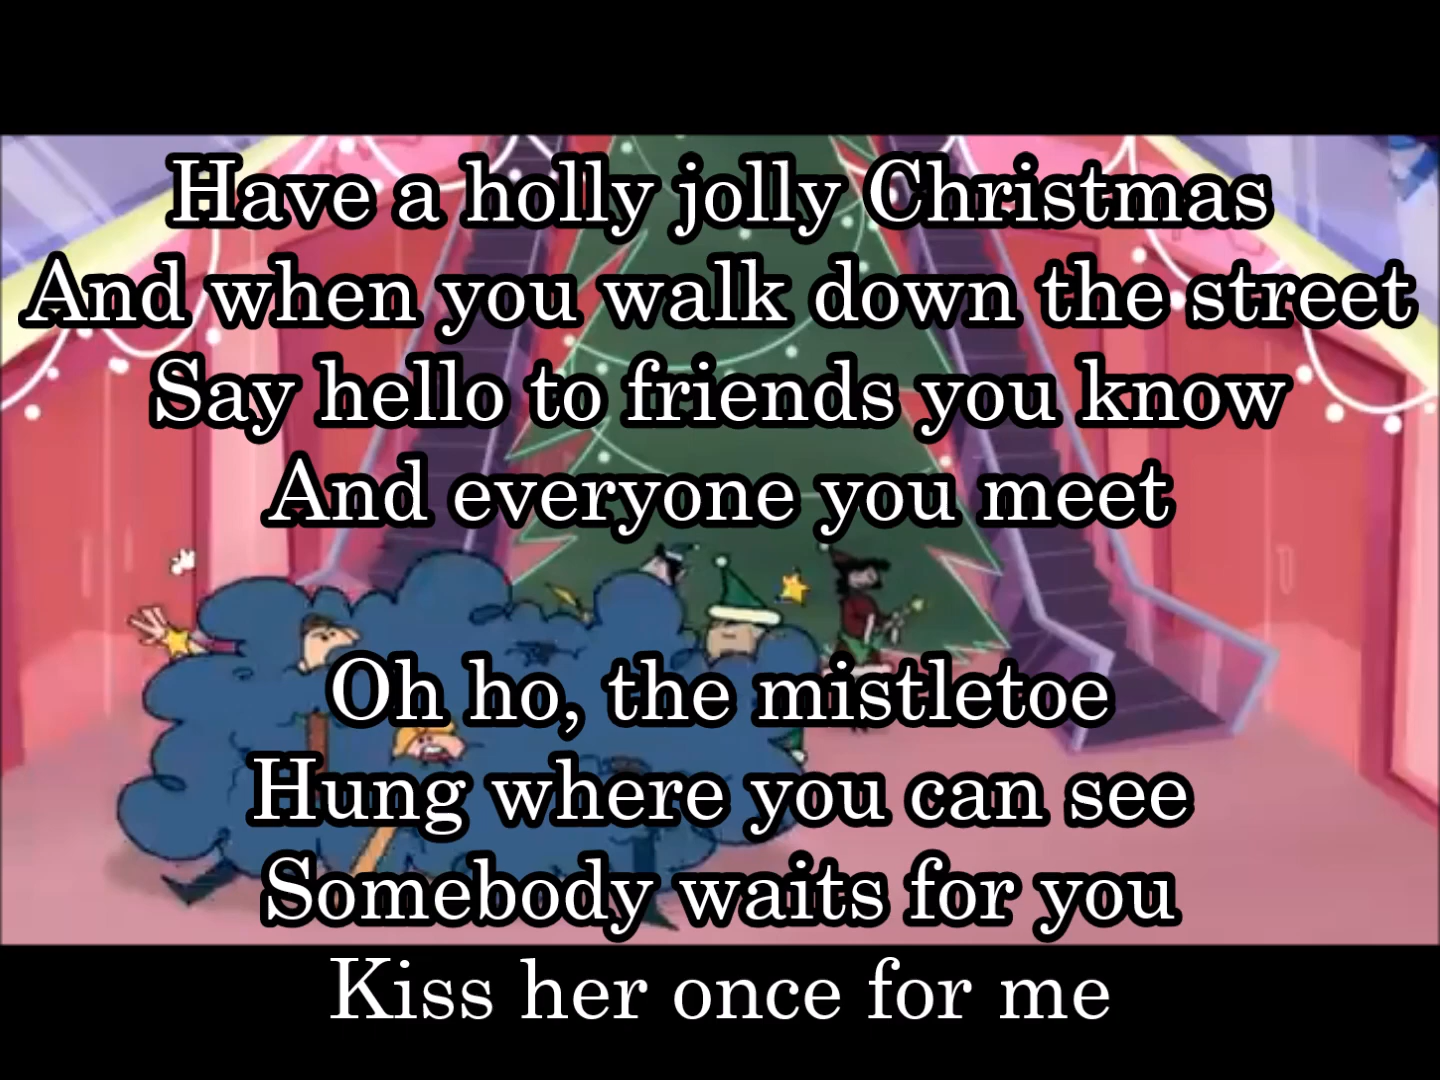 Have a holly jolly Christmas
And when you walk down the street
Say hello to friends you know
And everyone you meet
Oh ho, the mistletoe
Hung where you can see
Somebody waits for you
Kiss her once for me